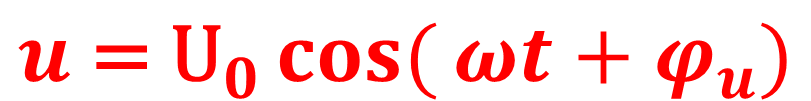 u = U₀ cos( ωt + φᵤ)